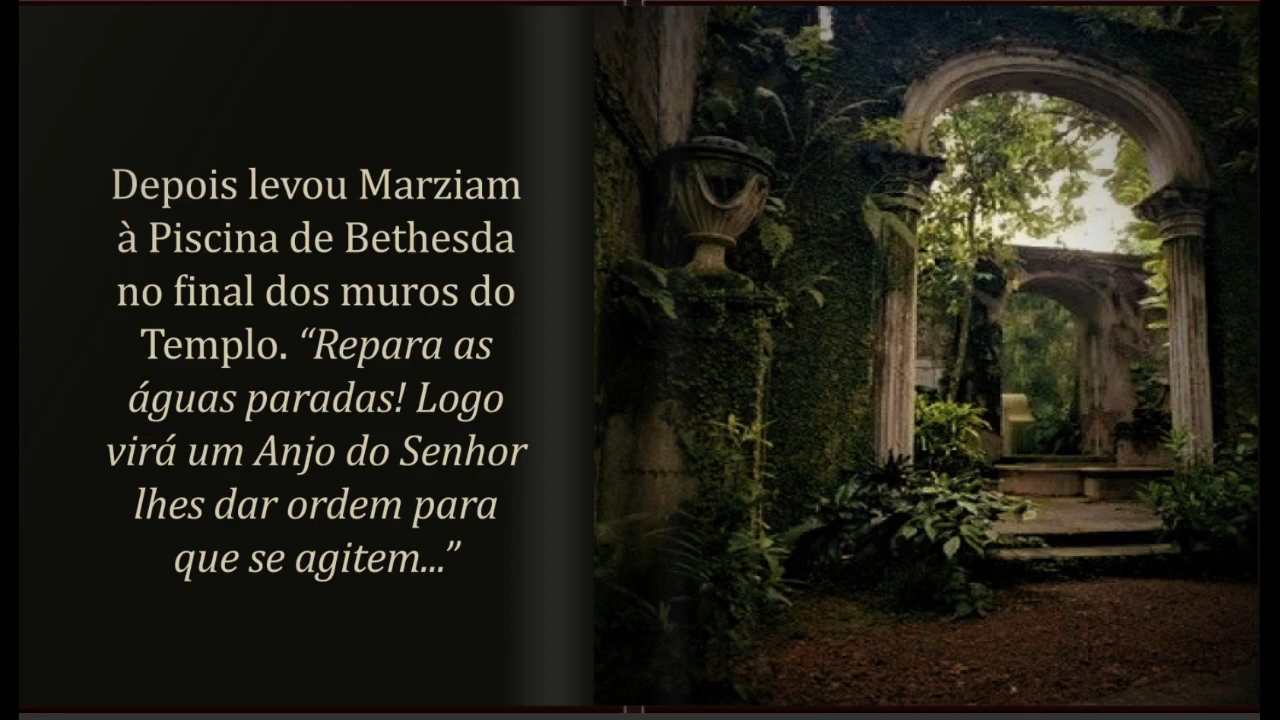 Depois levou Marziam
à Piscina de Bethesda
no final dos muros do
Templo. “Repara as
águas paradas! Logo
virá um Anjo do Senhor
lhes dar ordem para
que se agitem...”